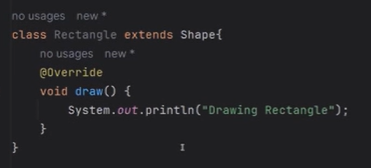 no usages   new *
class Rectangle extends Shape{
    no usages   new *
    @Override
    void draw() {
        System.out.println("Drawing Rectangle");
    }
}